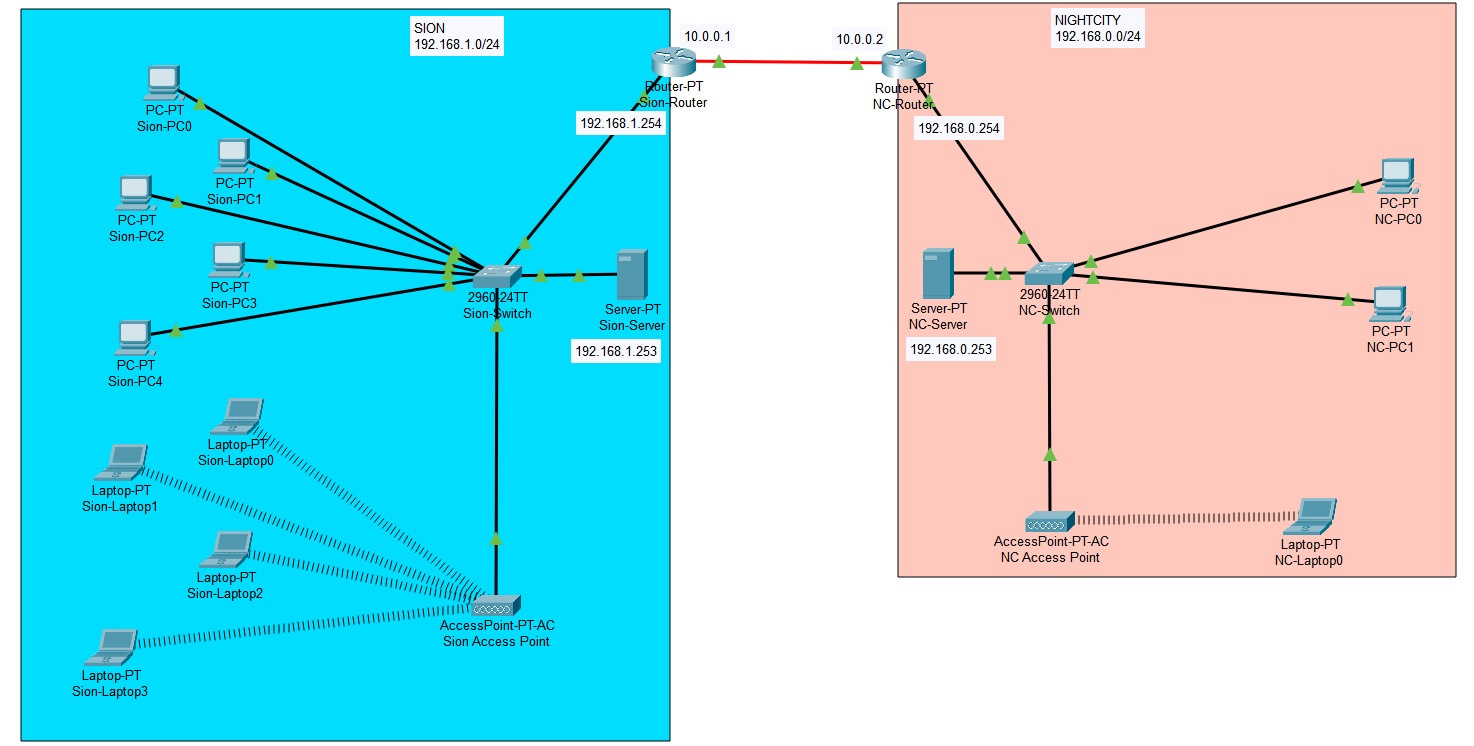 SION
192.168.1.0/24
10.0.0.1
10.0.0.2
NIGHTCITY
192.168.0.0/24
Router-PT
Sion-Router
Router-PT
NC-Router
192.168.1.254
192.168.0.254
PC-PT
Sion-PC0
PC-PT
Sion-PC1
PC-PT
Sion-PC2
PC-PT
Sion-PC3
PC-PT
Sion-PC4
2960-24TT
Sion-Switch
Server-PT
Sion-Server
192.168.1.253
Laptop-PT
Sion-Laptop0
Laptop-PT
Sion-Laptop1
Laptop-PT
Sion-Laptop2
Laptop-PT
Sion-Laptop3
AccessPoint-PT-AC
Sion Access Point
PC-PT
NC-PC0
Server-PT
NC-Server
192.168.0.253
2960-24TT
NC-Switch
PC-PT
NC-PC1
AccessPoint-PT-AC
NC Access Point
Laptop-PT
NC-Laptop0